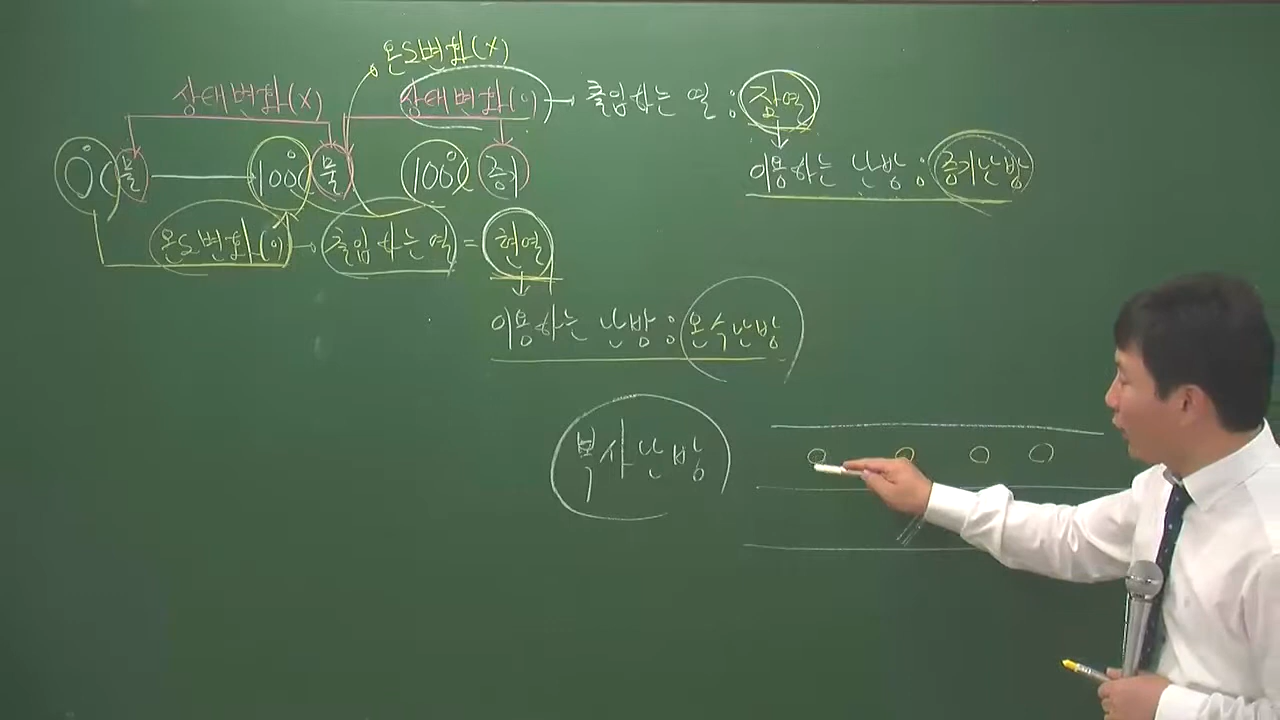 온도변화(X)
상태변화(X) 상태변화(O) → 출입하는 열 : 잠열
0℃ 물 → 100℃ 물 100℃ 증기
이용하는 난방 : 증기난방
온도변화(O) → 출입하는 열 = 현열
이용하는 난방 : 온수난방
복사난방